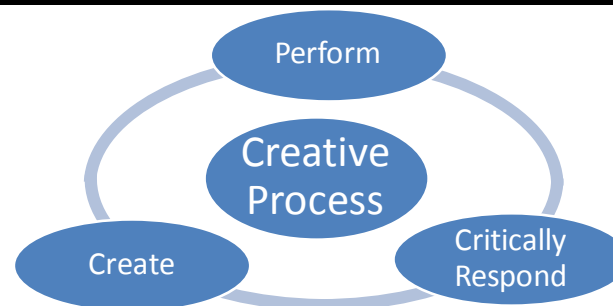 Perform
Creative
Process
Create
Critically
Respond